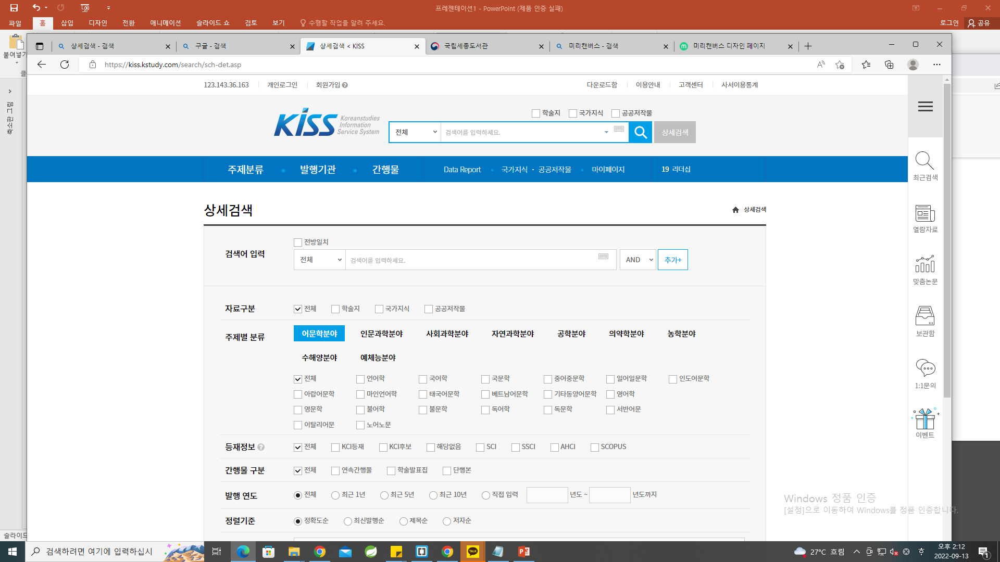 프레젠테이션1 - PowerPoint (제품 인증 실패)
파일 홈 삽입 디자인 전환 애니메이션 슬라이드 쇼 검토 보기 수행할 작업을 알려 주세요. 로그인 공유
붙여넣기
상세검색 - 검색 구글 - 검색 상세검색 < KISS 국립세종도서관 미리캔버스 - 검색 미리캔버스 디자인 페이지
https://kiss.kstudy.com/search/sch-det.asp
123.143.36.163 개인로그인 회원가입 다운로드함 이용안내 고객센터 사서이용통계
축소판 그림
학술지 국가지식 공공저작물
KISS Koreanstudies
Information
Service System
전체 검색어를 입력하세요. 상세검색
주제분류 발행기관 간행물 Data Report 국가지식 · 공공저작물 마이페이지 19 리더십
최근검색
열람자료
맞춤논문
보관함
1:1문의
이벤트
상세검색 상세검색
전방일치
검색어 입력 전체 검색어를 입력하세요. AND 추가+
자료구분 전체 학술지 국가지식 공공저작물
주제별 분류 어문학분야 인문과학분야 사회과학분야 자연과학분야 공학분야 의약학분야 농학분야
수해양분야 예체능분야
전체 언어학 국어학 국문학 중어중문학 일어일문학 인도어문학
아랍어문학 마인언어학 태국어문학 베트남어문학 기타동양어문학 영어학
영문학 불어학 불문학 독어학 독문학 서반어문
이탈리어문 노어노문
등재정보 전체 KCI등재 KCI후보 해당없음 SCI SSCI AHCI SCOPUS
간행물 구분 전체 연속간행물 학술발표집 단행본
발행 연도 전체 최근 1년 최근 5년 최근 10년 직접 입력 년도 ~ 년도까지
정렬기준 정확도순 최신발행순 제목순 저자순
Windows 정품 인증
[설정]으로 이동하여 Windows를 정품 인증합니다.
슬라이드
검색하려면 여기에 입력하십시 TALK 27°C 흐림 오후 2:12
2022-09-13 1